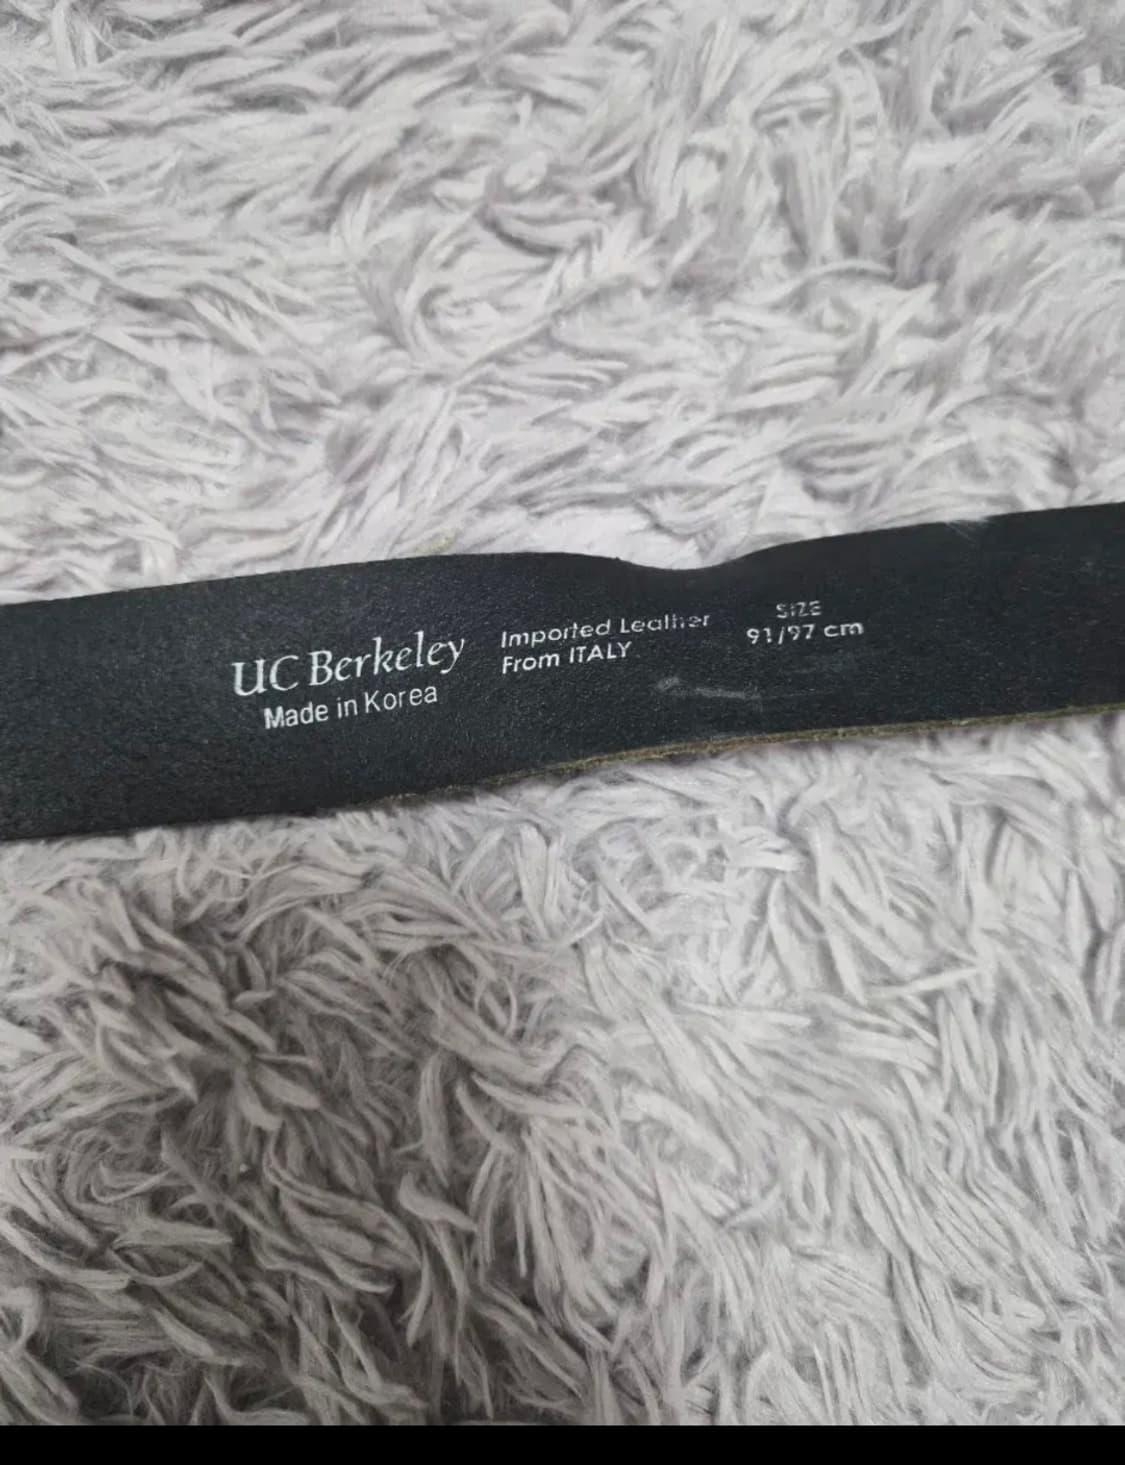 UC Berkeley
Made in Korea
Imported Leather
From ITALY
SIZE
91/97 cm